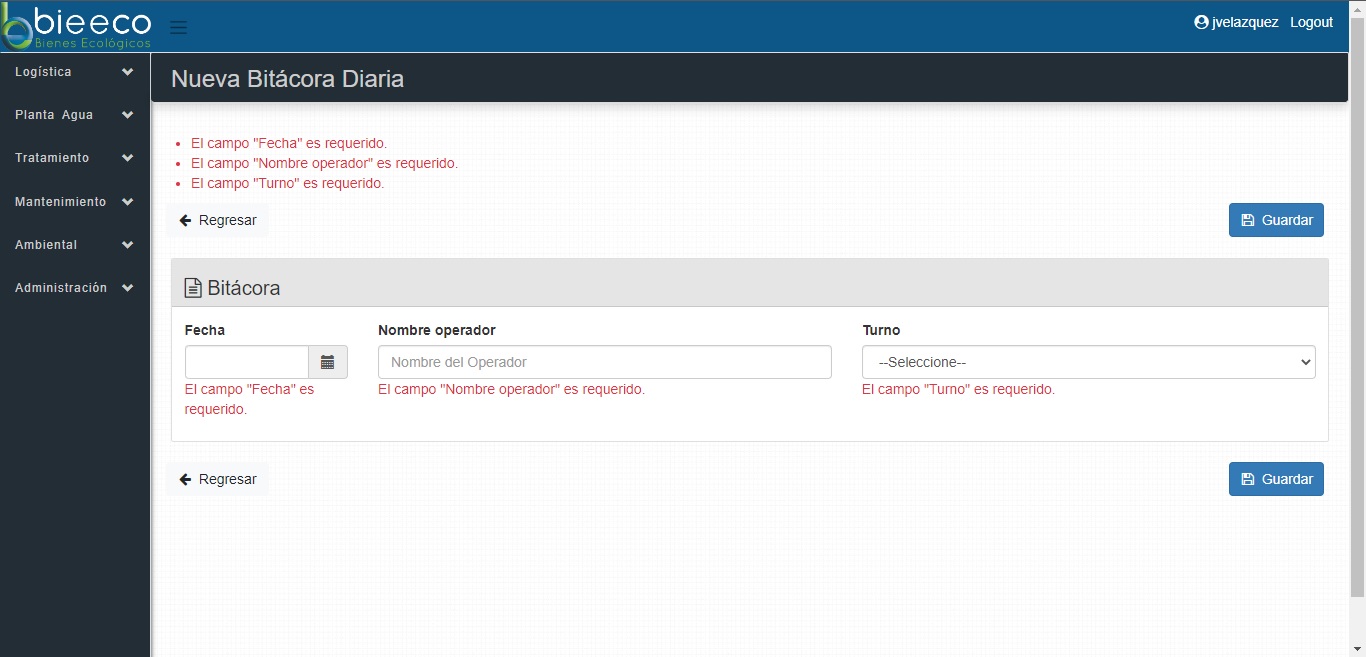 bieeco
Bienes Ecológicos
jvelazquez Logout
Logística
Planta Agua
Tratamiento
Mantenimiento
Ambiental
Administración
Nueva Bitácora Diaria
El campo "Fecha" es requerido.
El campo "Nombre operador" es requerido.
El campo "Turno" es requerido.
Regresar
Guardar
Bitácora
Fecha
El campo "Fecha" es
requerido.
Nombre operador
Nombre del Operador
El campo "Nombre operador" es requerido.
Turno
--Seleccione--
El campo "Turno" es requerido.
Regresar
Guardar